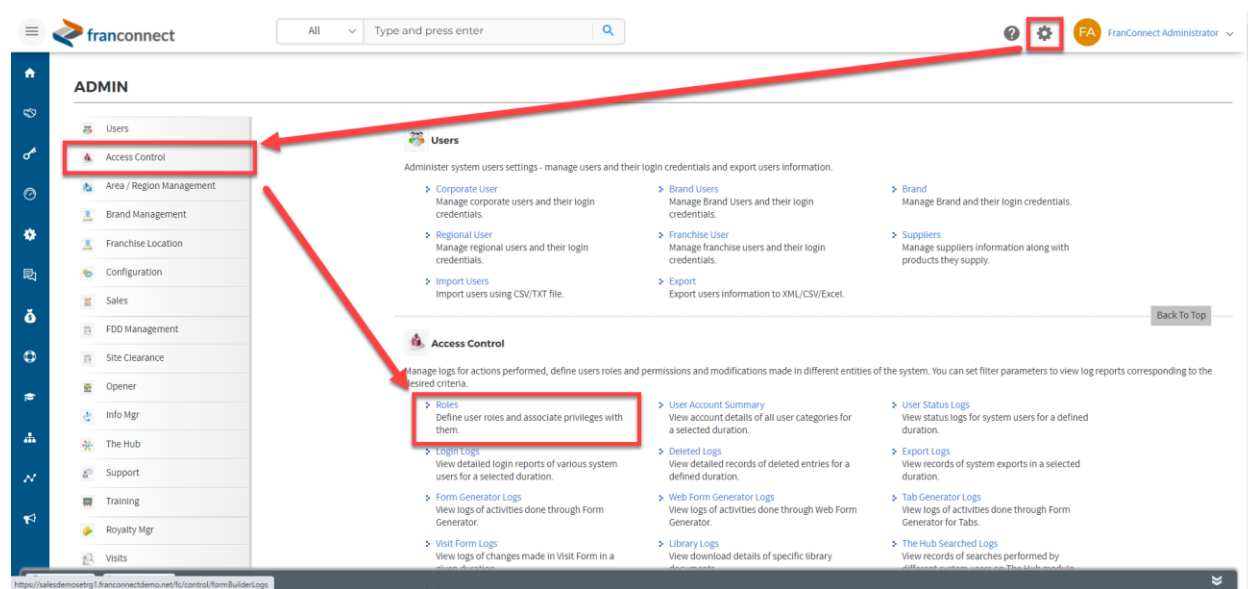 franconnect
All
Type and press enter
FA
FranConnect Administrator
ADMIN
Users
Access Control
Area / Region Management
Brand Management
Franchise Location
Configuration
Sales
FDD Management
Site Clearance
Opener
Info Mgr
The Hub
Support
Training
Royalty Mgr
Visits
Users
Administer system users settings - manage users and their login credentials and export users information.
Corporate User
Manage corporate users and their login
credentials.
Brand Users
Manage Brand Users and their login
credentials.
Brand
Manage Brand and their login credentials.
Regional User
Manage regional users and their login
credentials.
Franchise User
Manage franchise users and their login
credentials.
Suppliers
Manage suppliers information along with
products they supply.
Import Users
Import users using CSV/TXT file.
Export
Export users information to XML/CSV/Excel.
Back To Top
Access Control
Manage logs for actions performed, define users roles and permissions and modifications made in different entities of the system. You can set filter parameters to view log reports corresponding to the
desired criteria.
Roles
Define user roles and associate privileges with
them.
User Account Summary
View account details of all user categories for
a selected duration.
User Status Logs
View status logs for system users for a defined
duration.
Login Logs
View detailed login reports of various system
users for a selected duration.
Deleted Logs
View detailed records of deleted entries for a
defined duration.
Export Logs
View records of system exports in a selected
duration.
Form Generator Logs
View logs of activities done through Form
Generator.
Web Form Generator Logs
View logs of activities done through Web Form
Generator.
Tab Generator Logs
View logs of activities done through Form
Generator for Tabs.
Visit Form Logs
View logs of changes made in Visit Form in a
given duration.
Library Logs
View download details of specific library
documents.
The Hub Searched Logs
View records of searches performed by
different system users on The Hub module
https://salesdemosetrg1.franconnectdemo.net/fc/control/formBuilderLogs